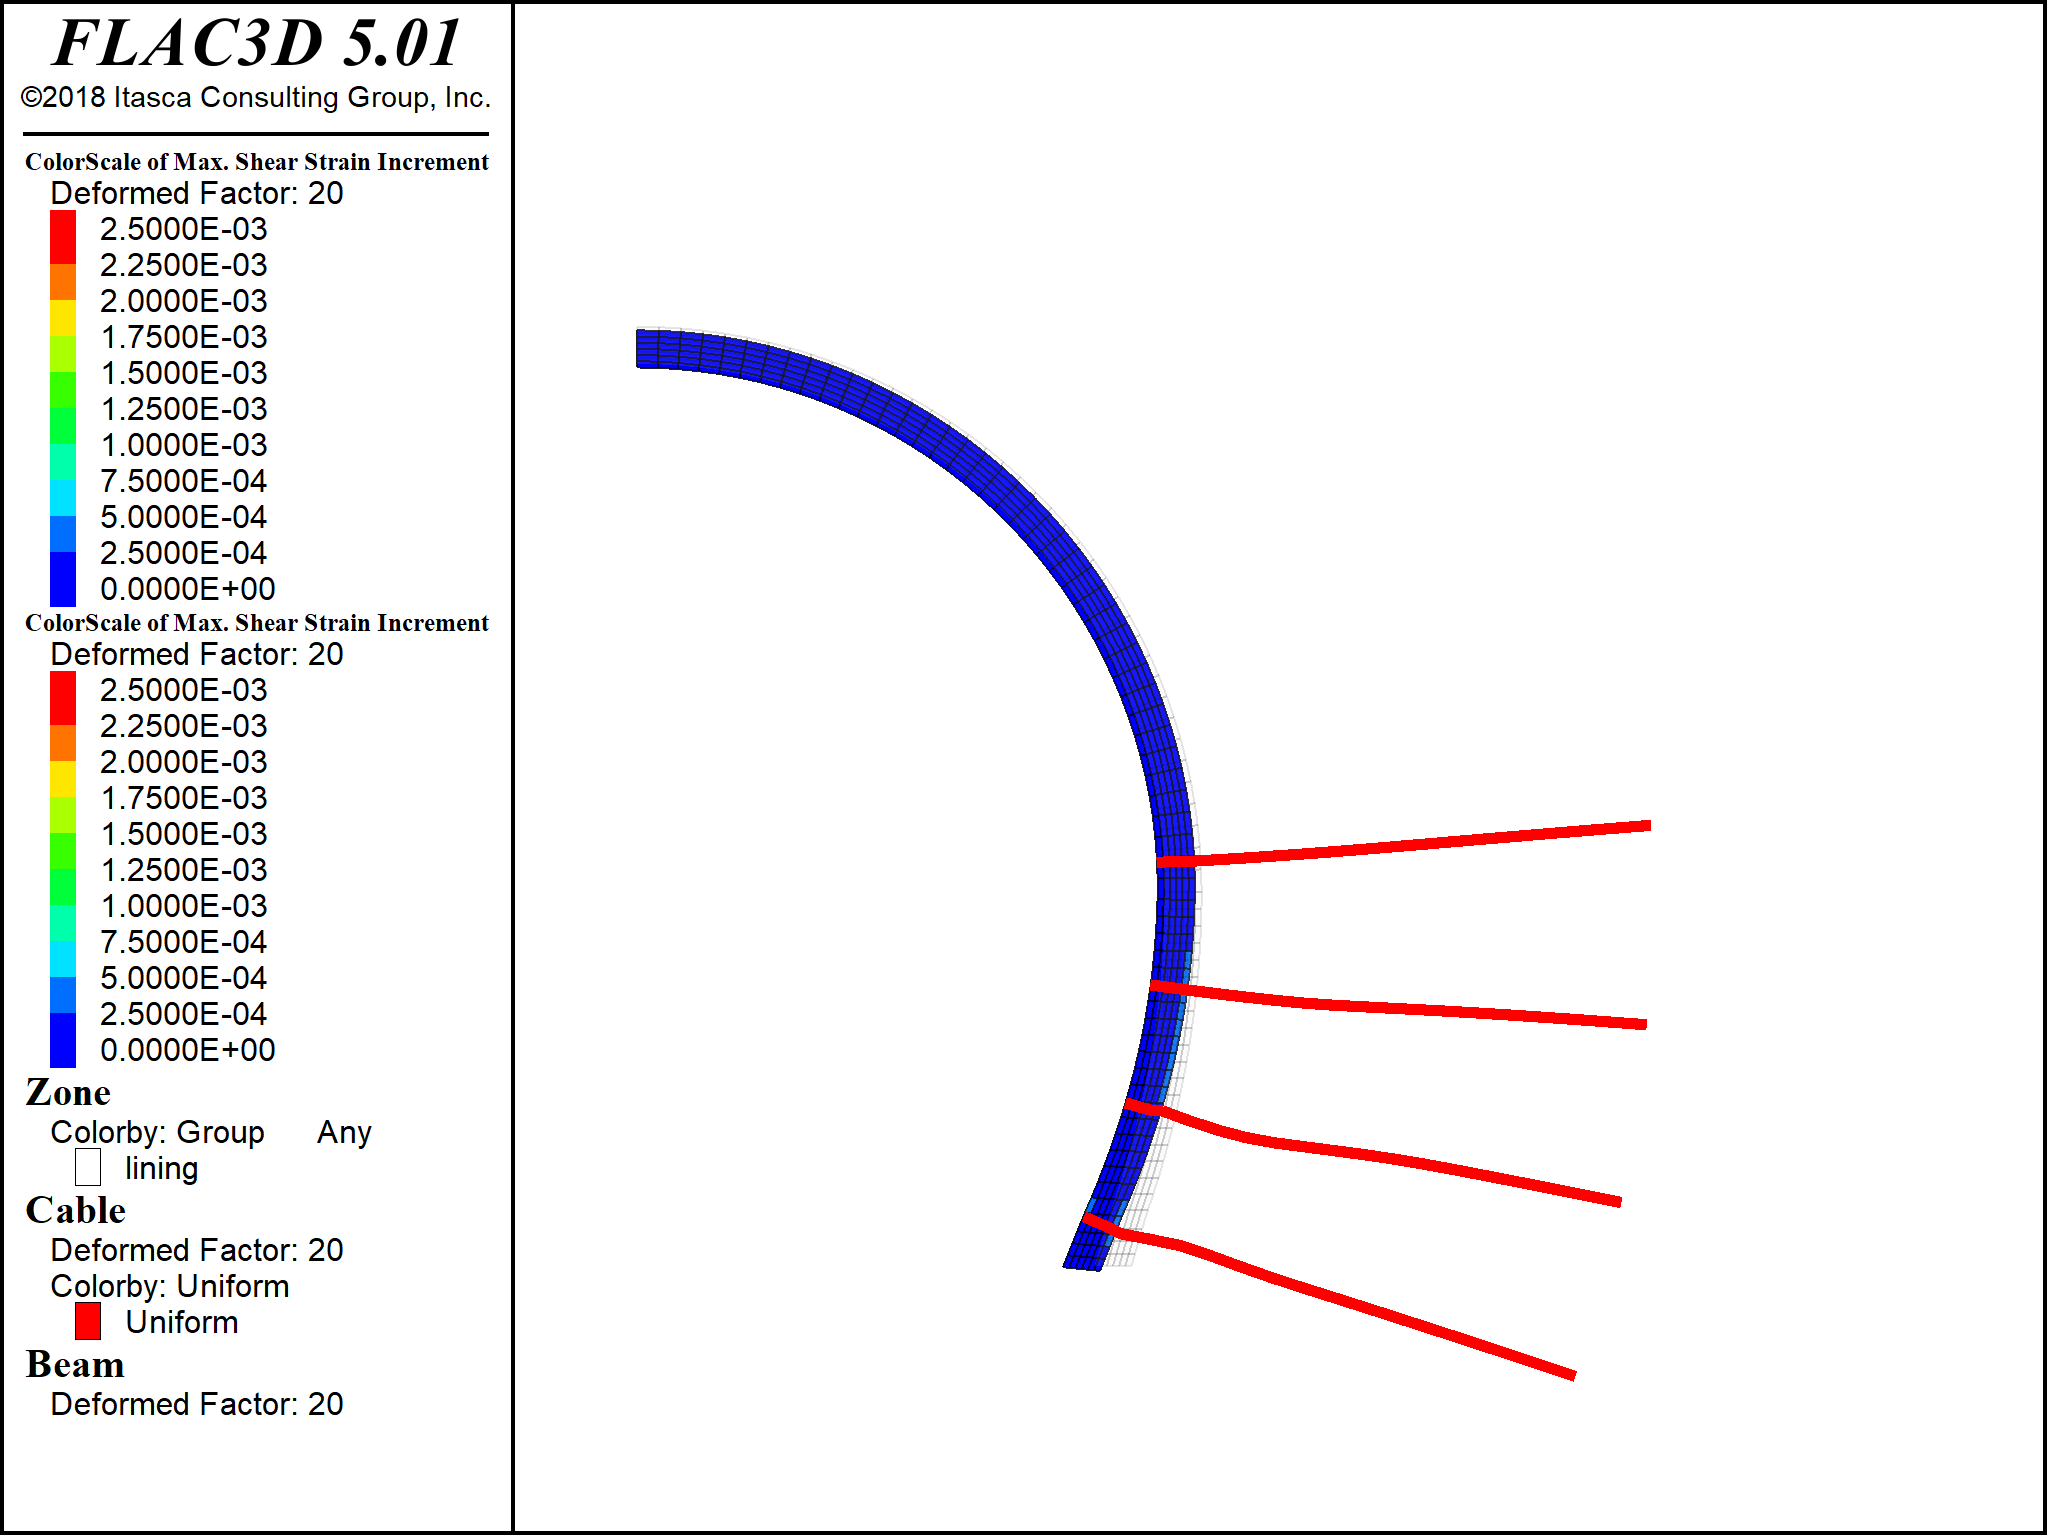 FLAC3D 5.01
©2018 Itasca Consulting Group, Inc.
ColorScale of Max. Shear Strain Increment
Deformed Factor: 20
2.5000E-03
2.2500E-03
2.0000E-03
1.7500E-03
1.5000E-03
1.2500E-03
1.0000E-03
7.5000E-04
5.0000E-04
2.5000E-04
0.0000E+00
ColorScale of Max. Shear Strain Increment
Deformed Factor: 20
2.5000E-03
2.2500E-03
2.0000E-03
1.7500E-03
1.5000E-03
1.2500E-03
1.0000E-03
7.5000E-04
5.0000E-04
2.5000E-04
0.0000E+00
Zone
Colorby: Group Any
lining
Cable
Deformed Factor: 20
Colorby: Uniform
Uniform
Beam
Deformed Factor: 20